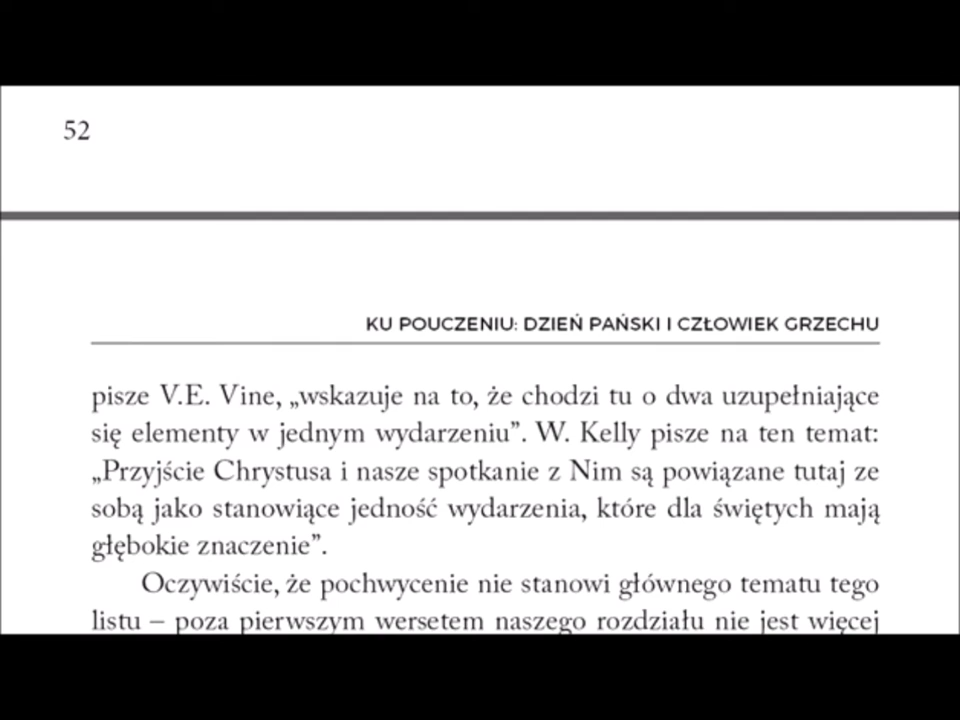 52
KU POUCZENIU: DZIEŃ PAŃSKI I CZŁOWIEK GRZECHU
pisze V.E. Vine, „wskazuje na to, że chodzi tu o dwa uzupełniające
się elementy w jednym wydarzeniu”. W. Kelly pisze na ten temat:
„Przyjście Chrystusa i nasze spotkanie z Nim są powiązane tutaj ze
sobą jako stanowiące jedność wydarzenia, które dla świętych mają
głębokie znaczenie”.
Oczywiście, że pochwycenie nie stanowi głównego tematu tego
listu – poza pierwszym wersetem naszego rozdziału nie jest więcej